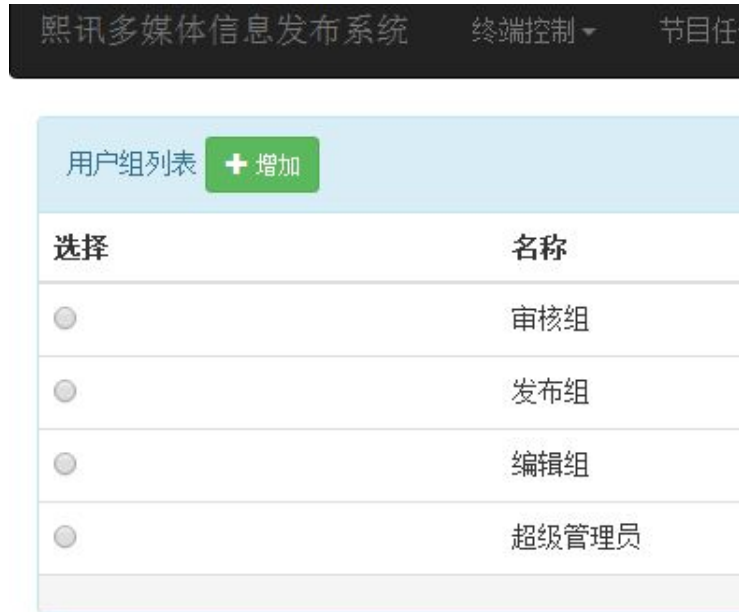 熙讯多媒体信息发布系统 终端控制 节目任
用户组列表 增加
选择 名称
审核组
发布组
编辑组
超级管理员